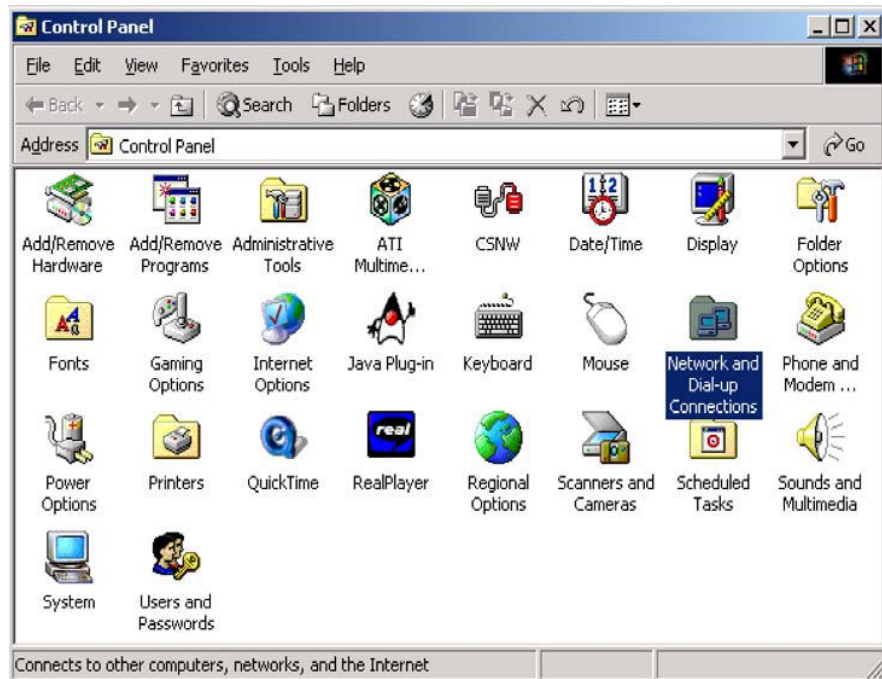 Control Panel
File Edit View Favorites Tools Help
Back Search Folders
Address Control Panel Go
Add/Remove Hardware
Add/Remove Programs
Administrative Tools
ATI Multime...
CSNW
Date/Time
Display
Folder Options
Fonts
Gaming Options
Internet Options
Java Plug-in
Keyboard
Mouse
Network and Dial-up Connections
Phone and Modem ...
Power Options
Printers
QuickTime
real
RealPlayer
Regional Options
Scanners and Cameras
Scheduled Tasks
Sounds and Multimedia
System
Users and Passwords
Connects to other computers, networks, and the Internet